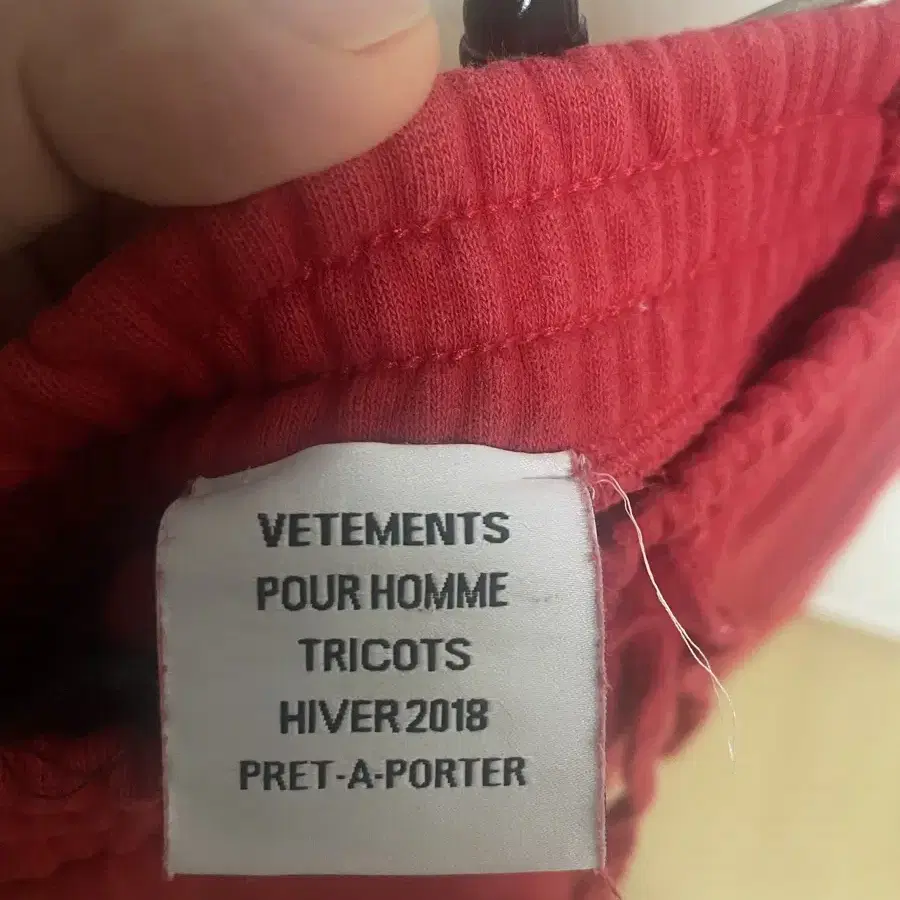 VETEMENTS
POUR HOMME
TRICOTS
HIVER 2018
PRET-A-PORTER